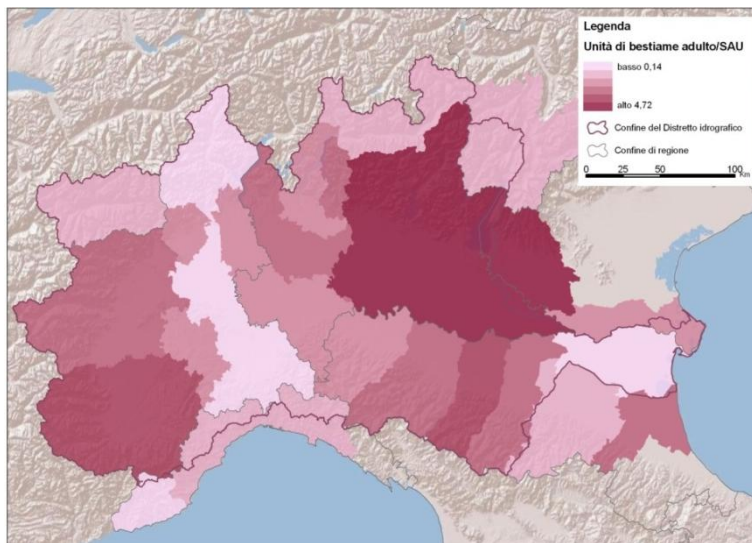 Legenda
Unità di bestiame adulto/SAU
basso 0,14
alto 4,72
Confine del Distretto idrografico
Confine di regione
0 25 50 100
Km